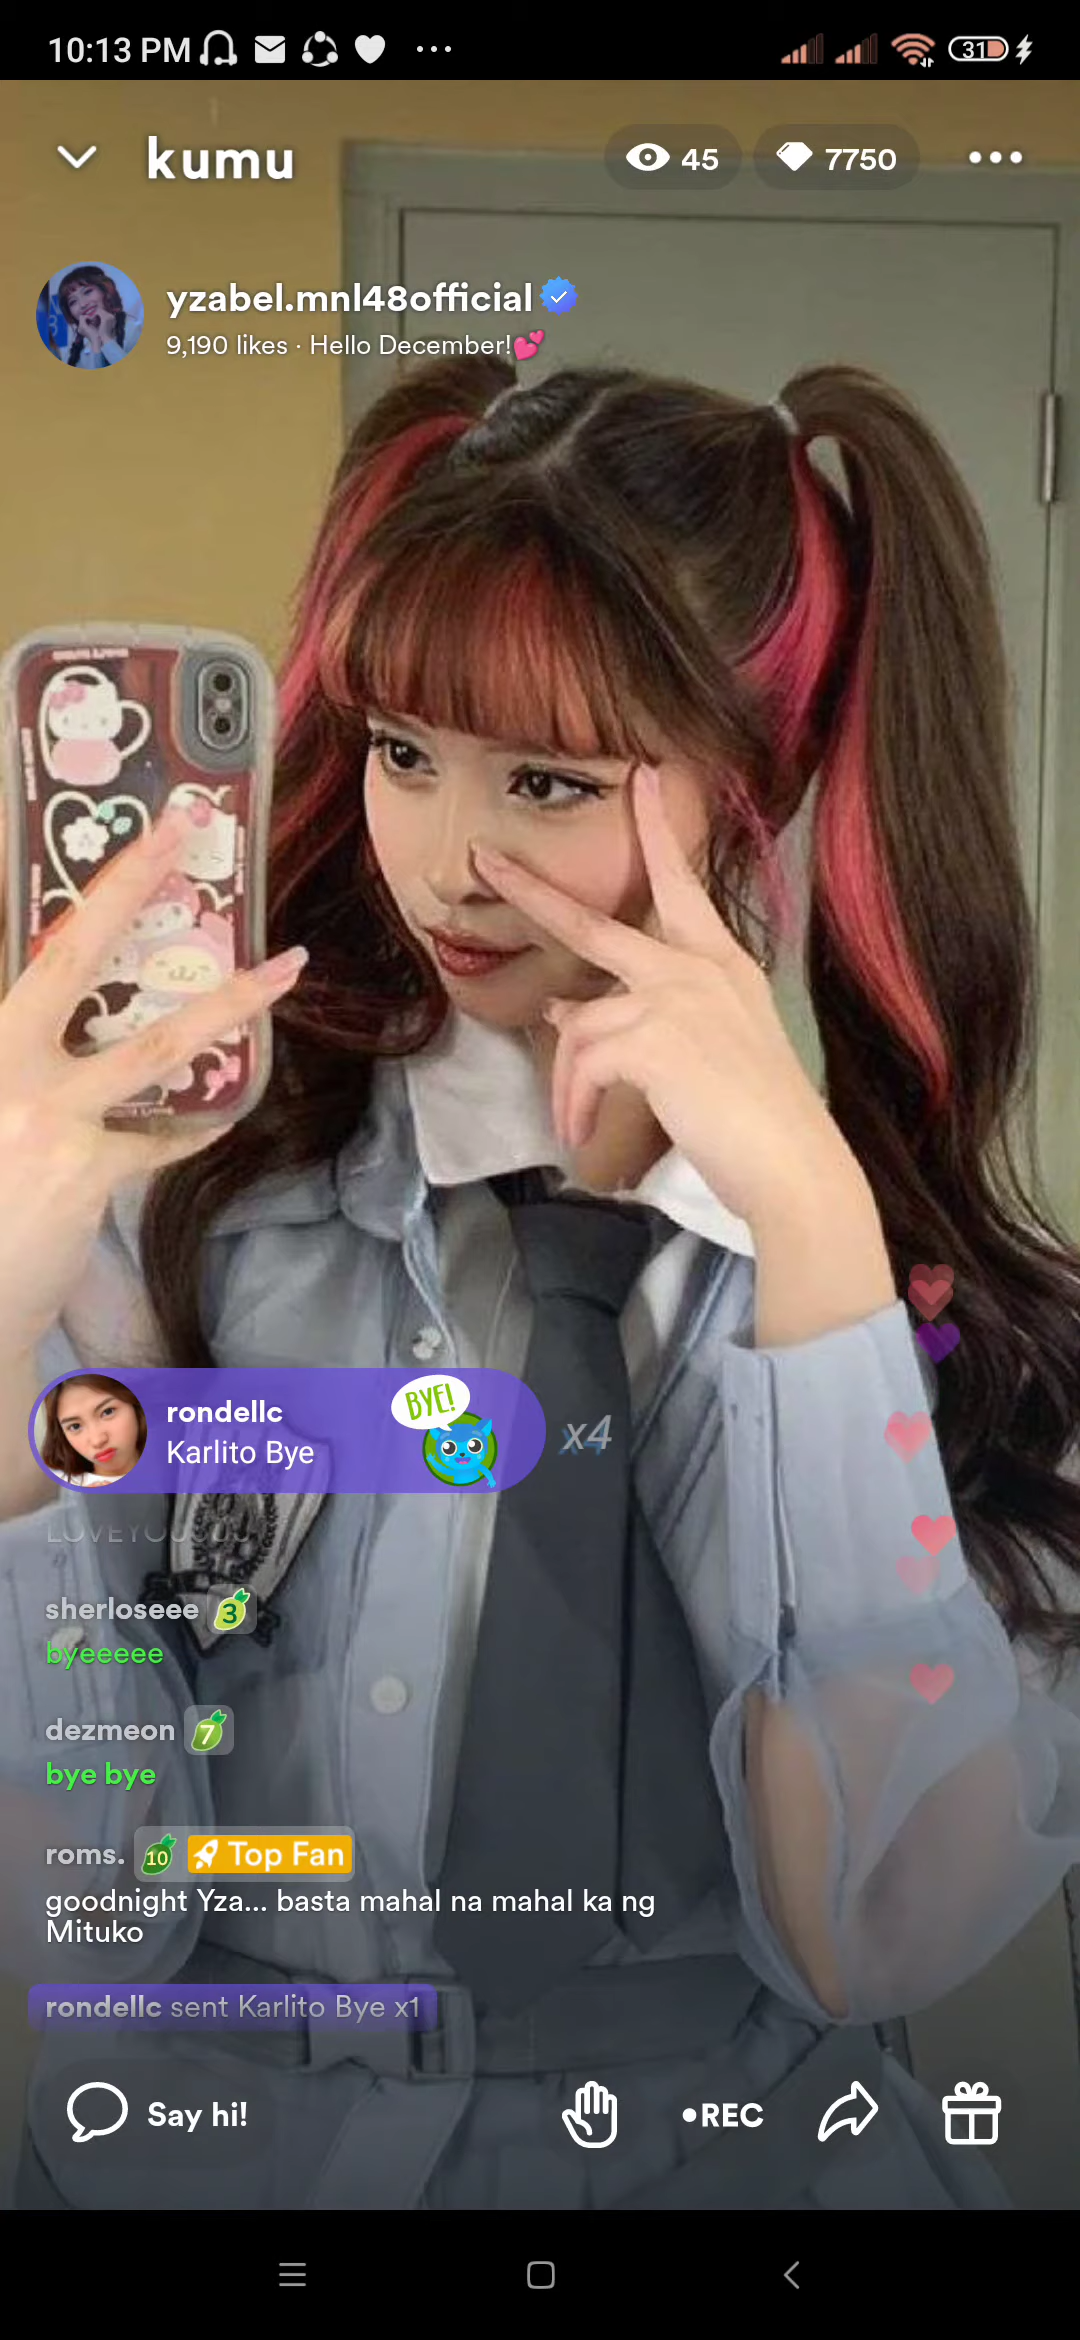 10:13 PM
31
kumu
45
7750
yzabel.mnl48official
9,190 likes · Hello December!💕
BYE!
rondellc
Karlito Bye
x4
sherloseee 3
byeeeee
dezmeon 7
bye bye
roms. 10 Top Fan
goodnight Yza... basta mahal na mahal ka ng
Mituko
rondellc sent Karlito Bye x1
Say hi!
•REC